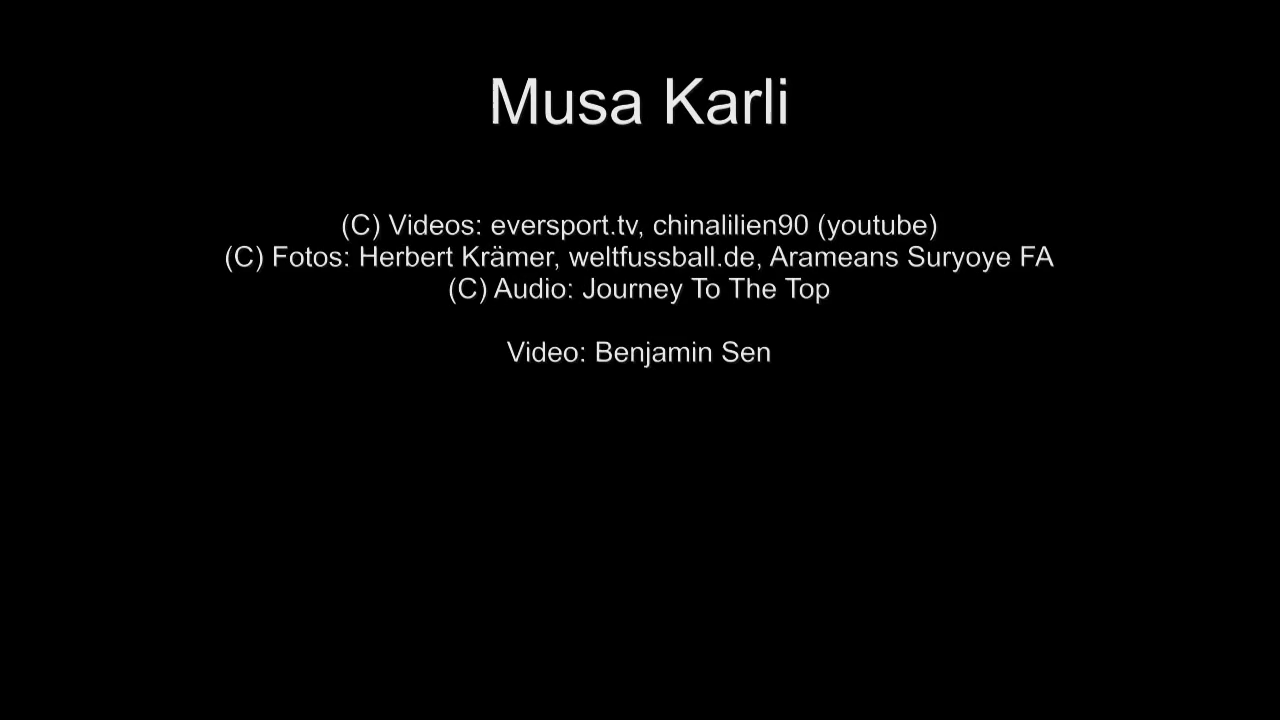 Musa Karli
(C) Videos: eversport.tv, chinalilien90 (youtube)
(C) Fotos: Herbert Krämer, weltfussball.de, Arameans Suryoye FA
(C) Audio: Journey To The Top
Video: Benjamin Sen